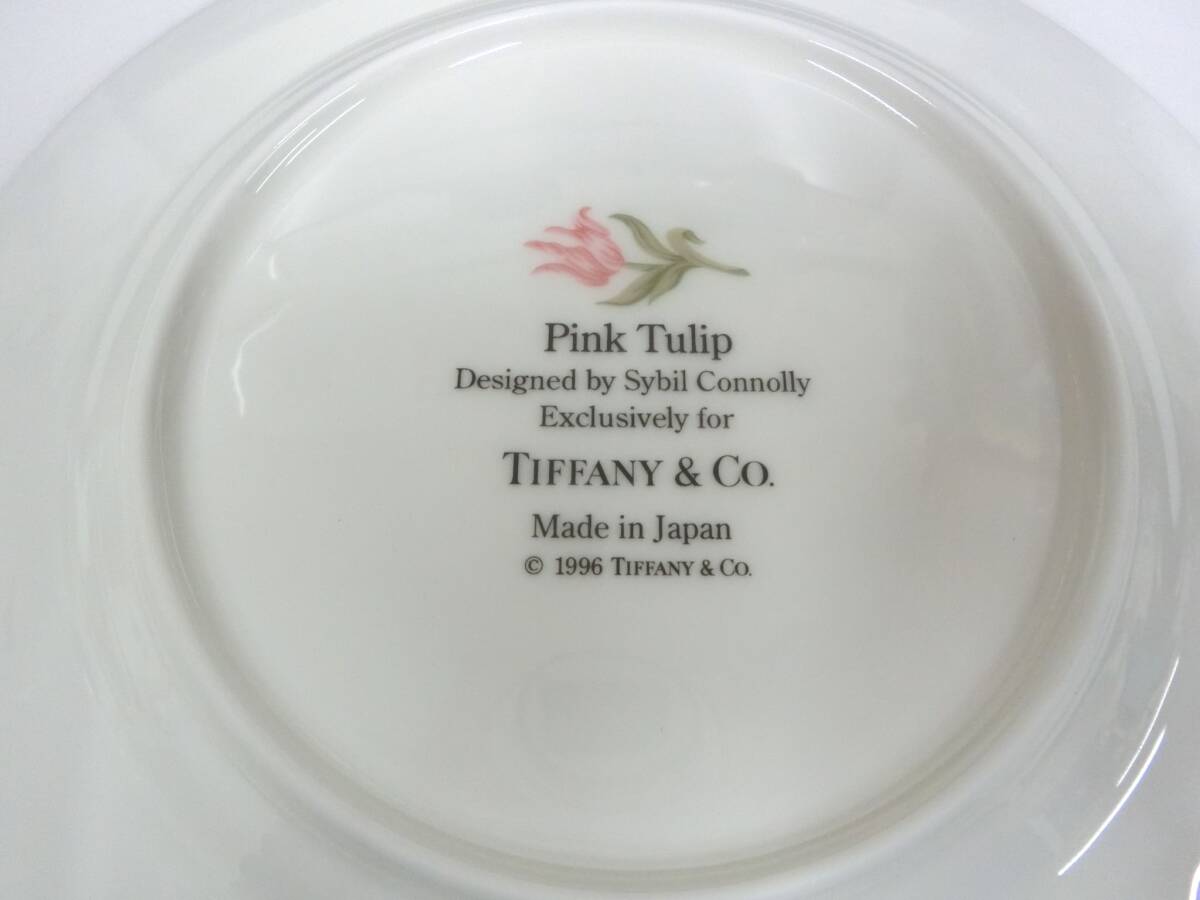 Pink Tulip
Designed by Sybil Connolly
Exclusively for
TIFFANY & CO.
Made in Japan
© 1996 TIFFANY & CO.